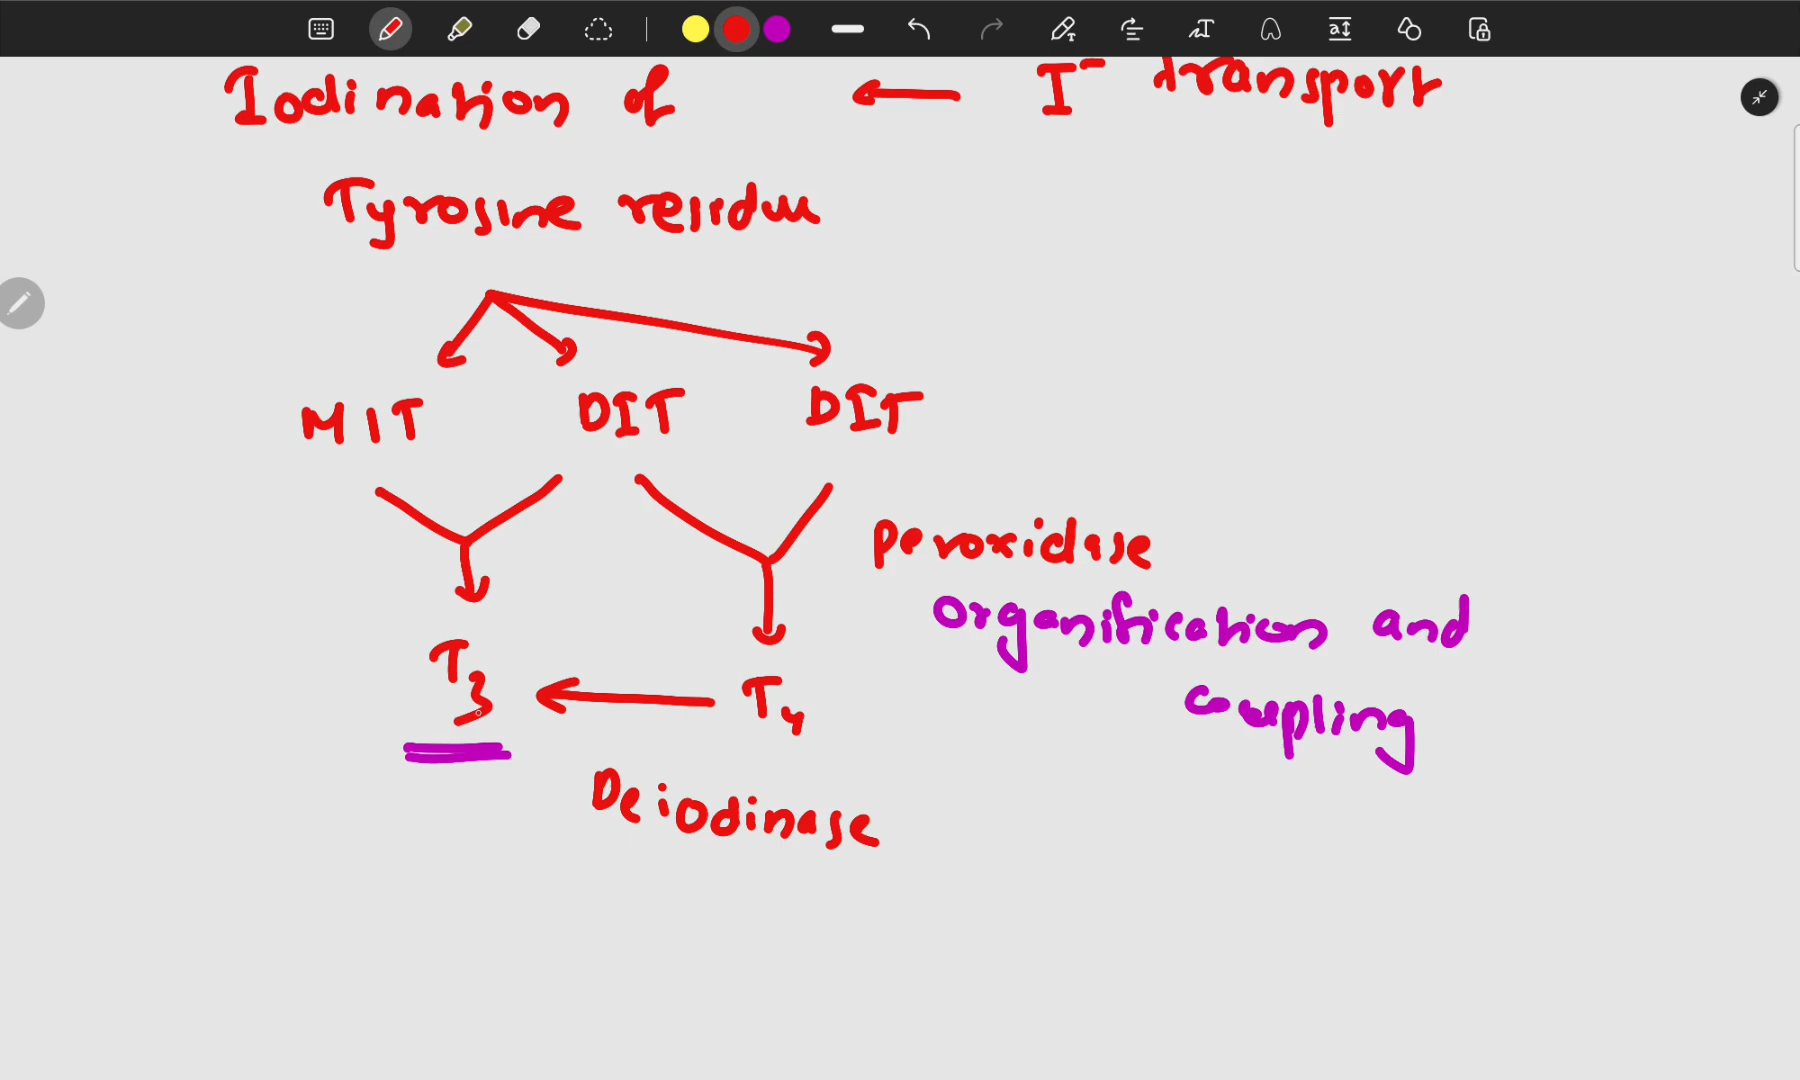 Iodination of ← I⁻ transport
Tyrosine residue
MIT DIT DIT
Peroxidase
Organification and
coupling
T3 ← T4
Deiodinase